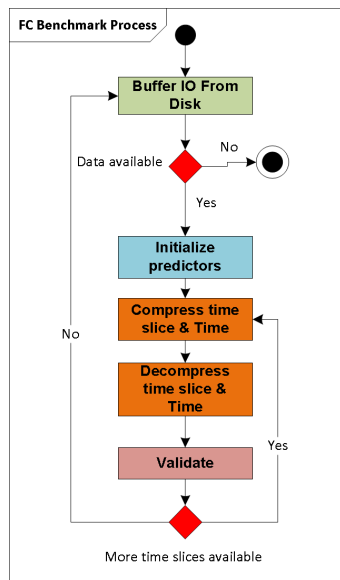 FC Benchmark Process
Buffer IO From
Disk
Data available
No
Yes
Initialize
predictors
Compress time
slice & Time
No
Decompress
time slice &
Time
Yes
Validate
More time slices available